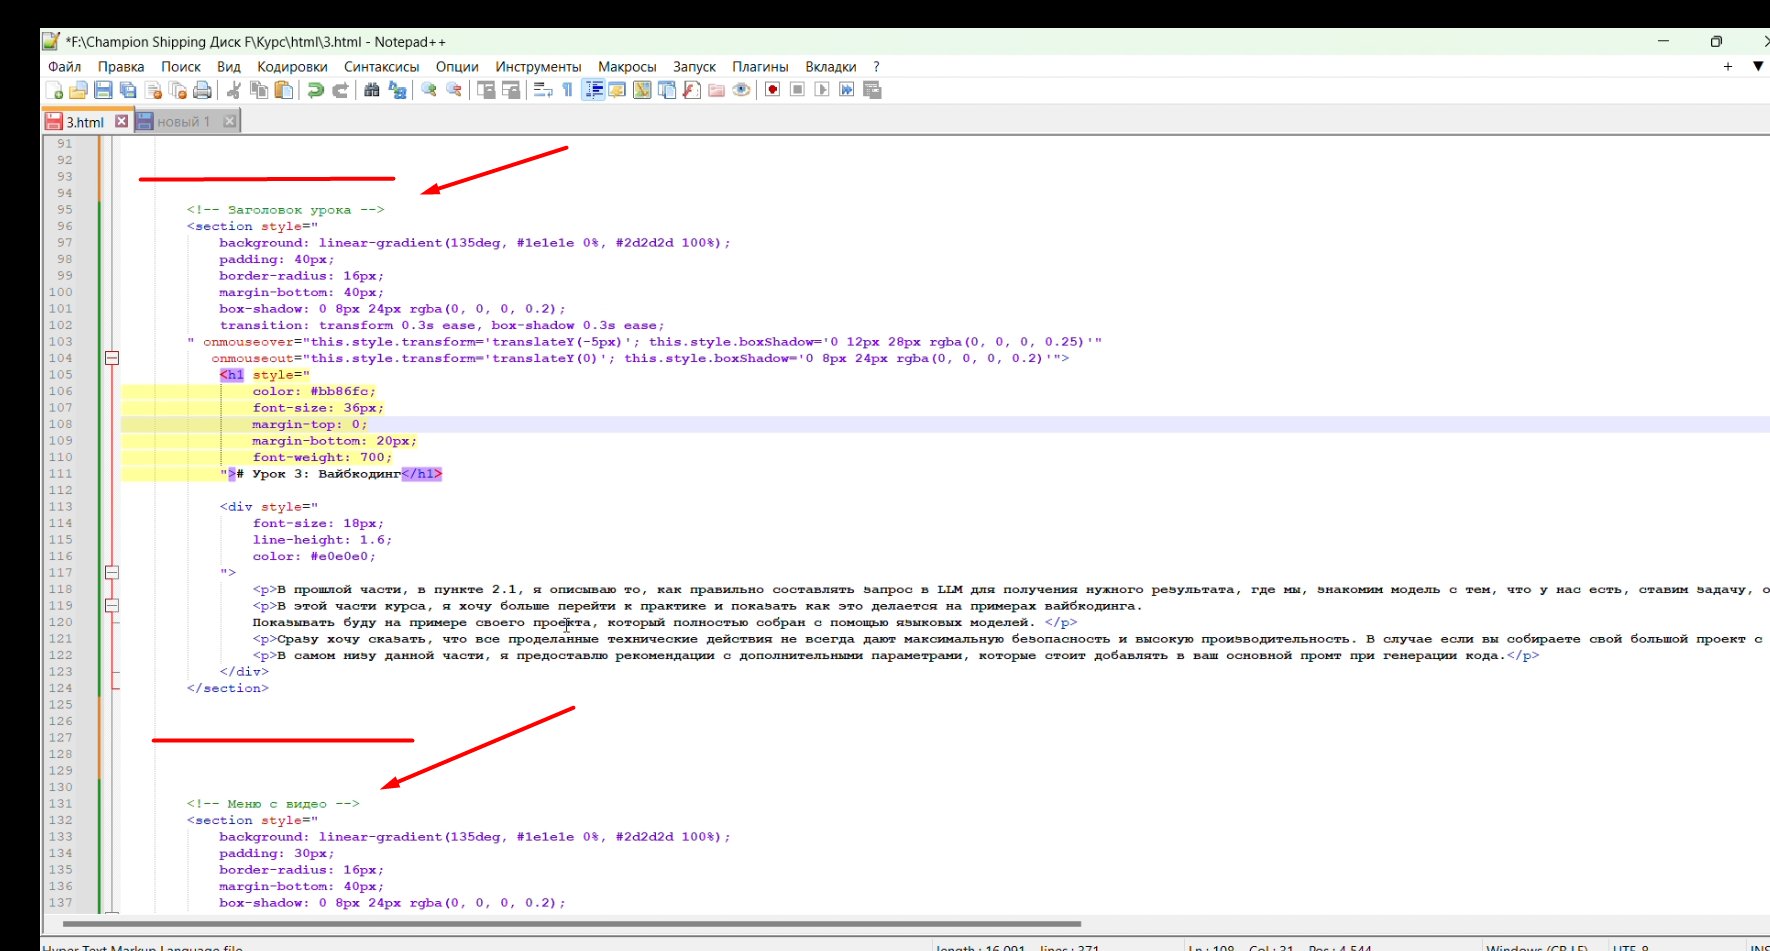 *F:\Champion Shipping Диск F\Курс\html\3.html - Notepad++
Файл Правка Поиск Вид Кодировки Синтаксисы Опции Инструменты Макросы Запуск Плагины Вкладки ?
3.html новый 1
91
92
93
94
95 <!-- Заголовок урока -->
96 <section style="
97 background: linear-gradient(135deg, #1e1e1e 0%, #2d2d2d 100%);
98 padding: 40px;
99 border-radius: 16px;
100 margin-bottom: 40px;
101 box-shadow: 0 8px 24px rgba(0, 0, 0, 0.2);
102 transition: transform 0.3s ease, box-shadow 0.3s ease;
103 " onmouseover="this.style.transform='translateY(-5px)'; this.style.boxShadow='0 12px 28px rgba(0, 0, 0, 0.25)'"
104 onmouseout="this.style.transform='translateY(0)'; this.style.boxShadow='0 8px 24px rgba(0, 0, 0, 0.2)'">
105 <h1 style="
106 color: #bb86fc;
107 font-size: 36px;
108 margin-top: 0;
109 margin-bottom: 20px;
110 font-weight: 700;
111 "># Урок 3: Вайбкодинг</h1>
112
113 <div style="
114 font-size: 18px;
115 line-height: 1.6;
116 color: #e0e0e0;
117 ">
118 <p>В прошлой части, в пункте 2.1, я описываю то, как правильно составлять запрос в LLM для получения нужного результата, где мы, знакомим модель с тем, что у нас есть, ставим задачу, о
119 <p>В этой части курса, я хочу больше перейти к практике и показать как это делается на примерах вайбкодинга.
120 Показывать буду на примере своего проекта, который полностью собран с помощью языковых моделей. </p>
121 <p>Сразу хочу сказать, что все проделанные технические действия не всегда дают максимальную безопасность и высокую производительность. В случае если вы собираете свой большой проект с
122 <p>В самом низу данной части, я предоставлю рекомендации с дополнительными параметрами, которые стоит добавлять в ваш основной промт при генерации кода.</p>
123 </div>
124 </section>
125
126
127
128
129
130
131 <!-- Меню с видео -->
132 <section style="
133 background: linear-gradient(135deg, #1e1e1e 0%, #2d2d2d 100%);
134 padding: 30px;
135 border-radius: 16px;
136 margin-bottom: 40px;
137 box-shadow: 0 8px 24px rgba(0, 0, 0, 0.2);
Hyper Text Markup Language file length : 16 091 lines : 371 Ln : 108 Col : 31 Pos : 4 544 Windows (CR LF) UTF-8 INS